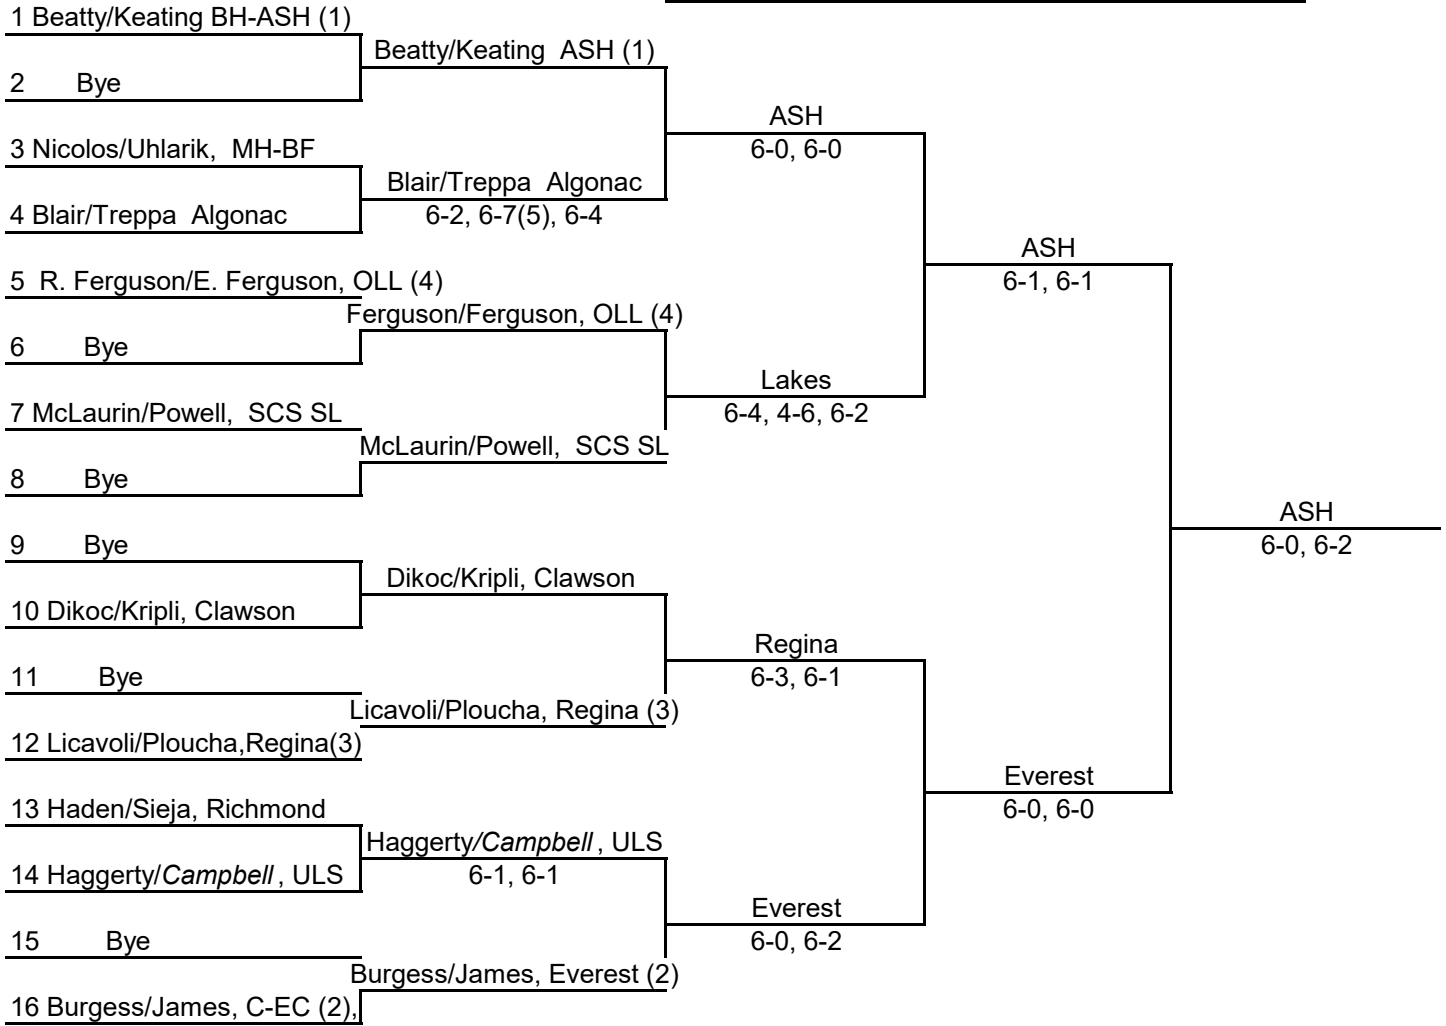 1 Beatty/Keating BH-ASH (1)
Beatty/Keating ASH (1)
2 Bye
ASH
6-0, 6-0
3 Nicolos/Uhlarik, MH-BF
Blair/Treppa Algonac
6-2, 6-7(5), 6-4
4 Blair/Treppa Algonac
ASH
6-1, 6-1
5 R. Ferguson/E. Ferguson, OLL (4)
Ferguson/Ferguson, OLL (4)
6 Bye
Lakes
6-4, 4-6, 6-2
7 McLaurin/Powell, SCS SL
McLaurin/Powell, SCS SL
8 Bye
ASH
6-0, 6-2
9 Bye
Dikoc/Kripli, Clawson
10 Dikoc/Kripli, Clawson
Regina
6-3, 6-1
11 Bye
Licavoli/Ploucha, Regina (3)
12 Licavoli/Ploucha,Regina(3)
Everest
6-0, 6-0
13 Haden/Sieja, Richmond
Haggerty/Campbell , ULS
6-1, 6-1
14 Haggerty/Campbell , ULS
Everest
6-0, 6-2
15 Bye
Burgess/James, Everest (2)
16 Burgess/James, C-EC (2),